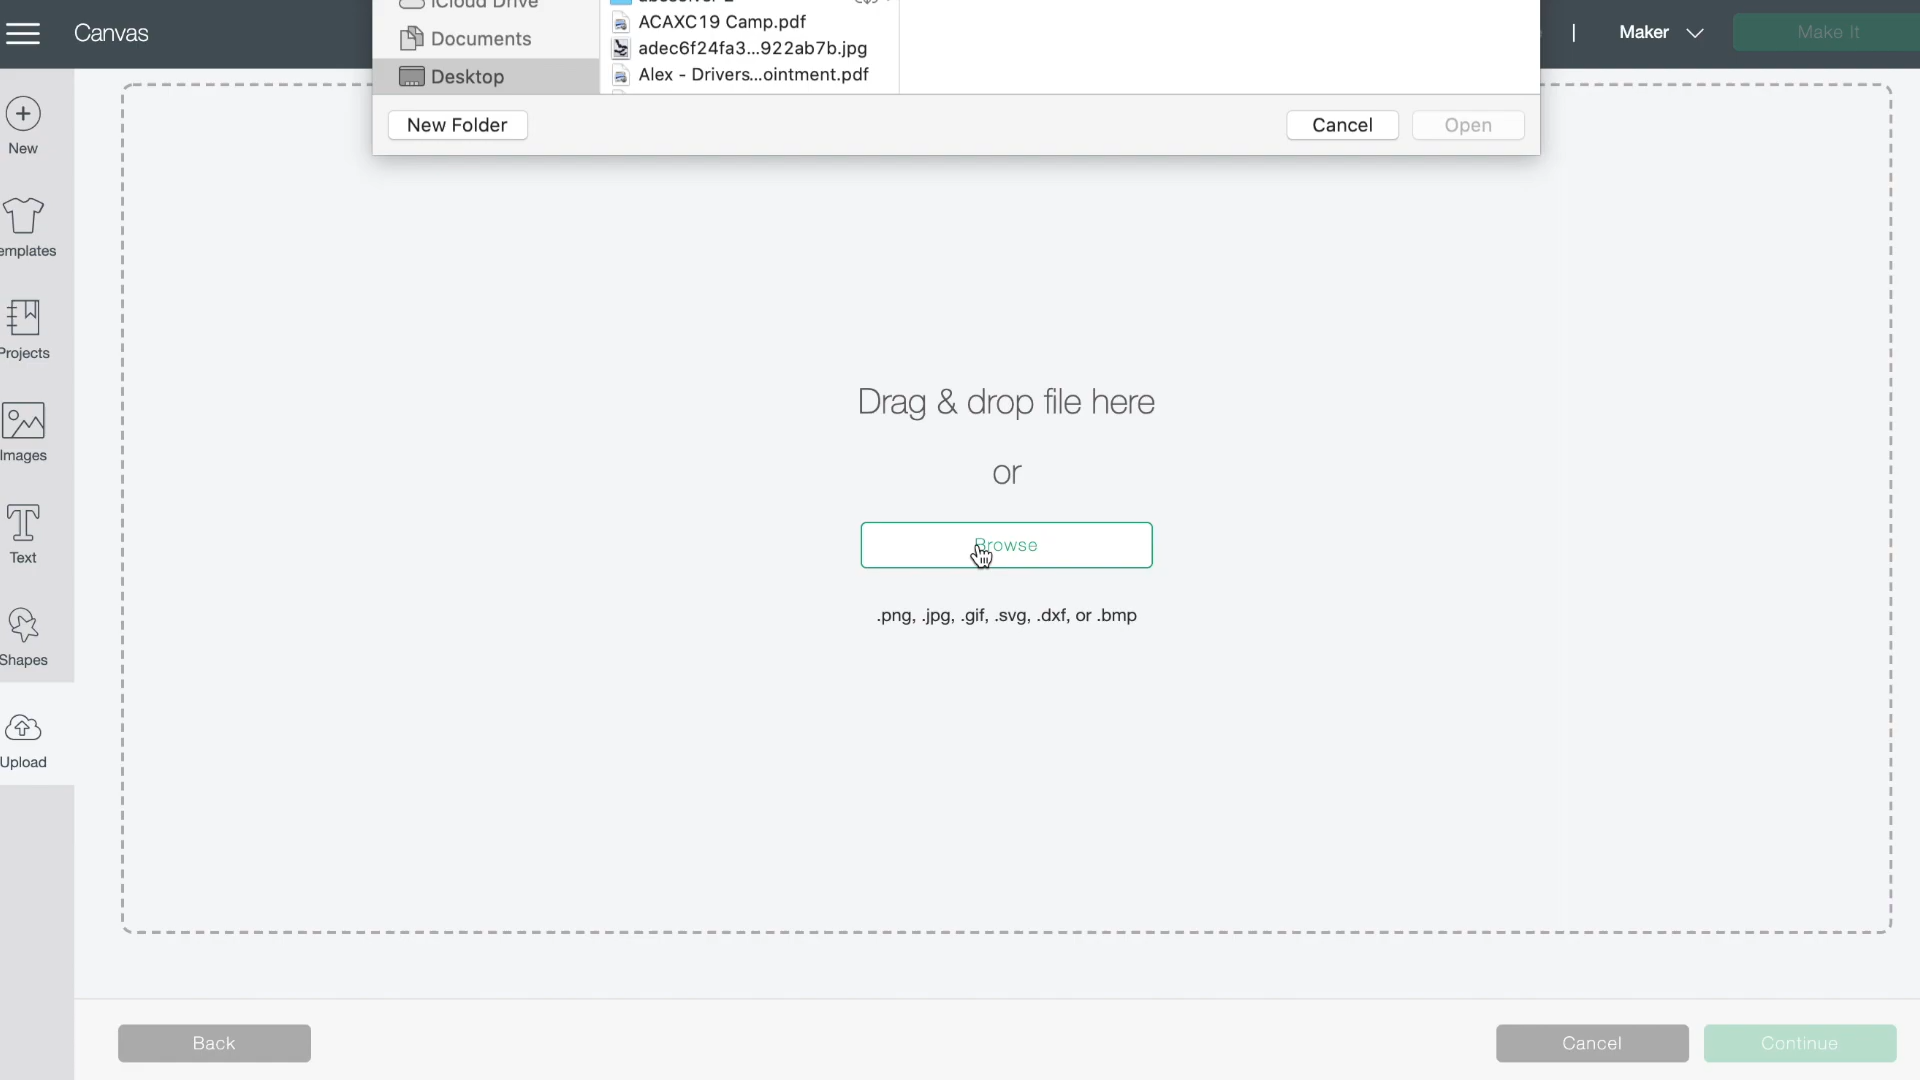 Canvas
iCloud Drive
Documents
Desktop
ACAXC19 Camp.pdf
adec6f24fa3...922ab7b.jpg
Alex - Drivers...ointment.pdf
New Folder
Cancel
Open
Maker
Make It
New
emplates
Projects
Images
Text
Shapes
Upload
Drag & drop file here
or
Browse
.png, .jpg, .gif, .svg, .dxf, or .bmp
Back
Cancel
Continue